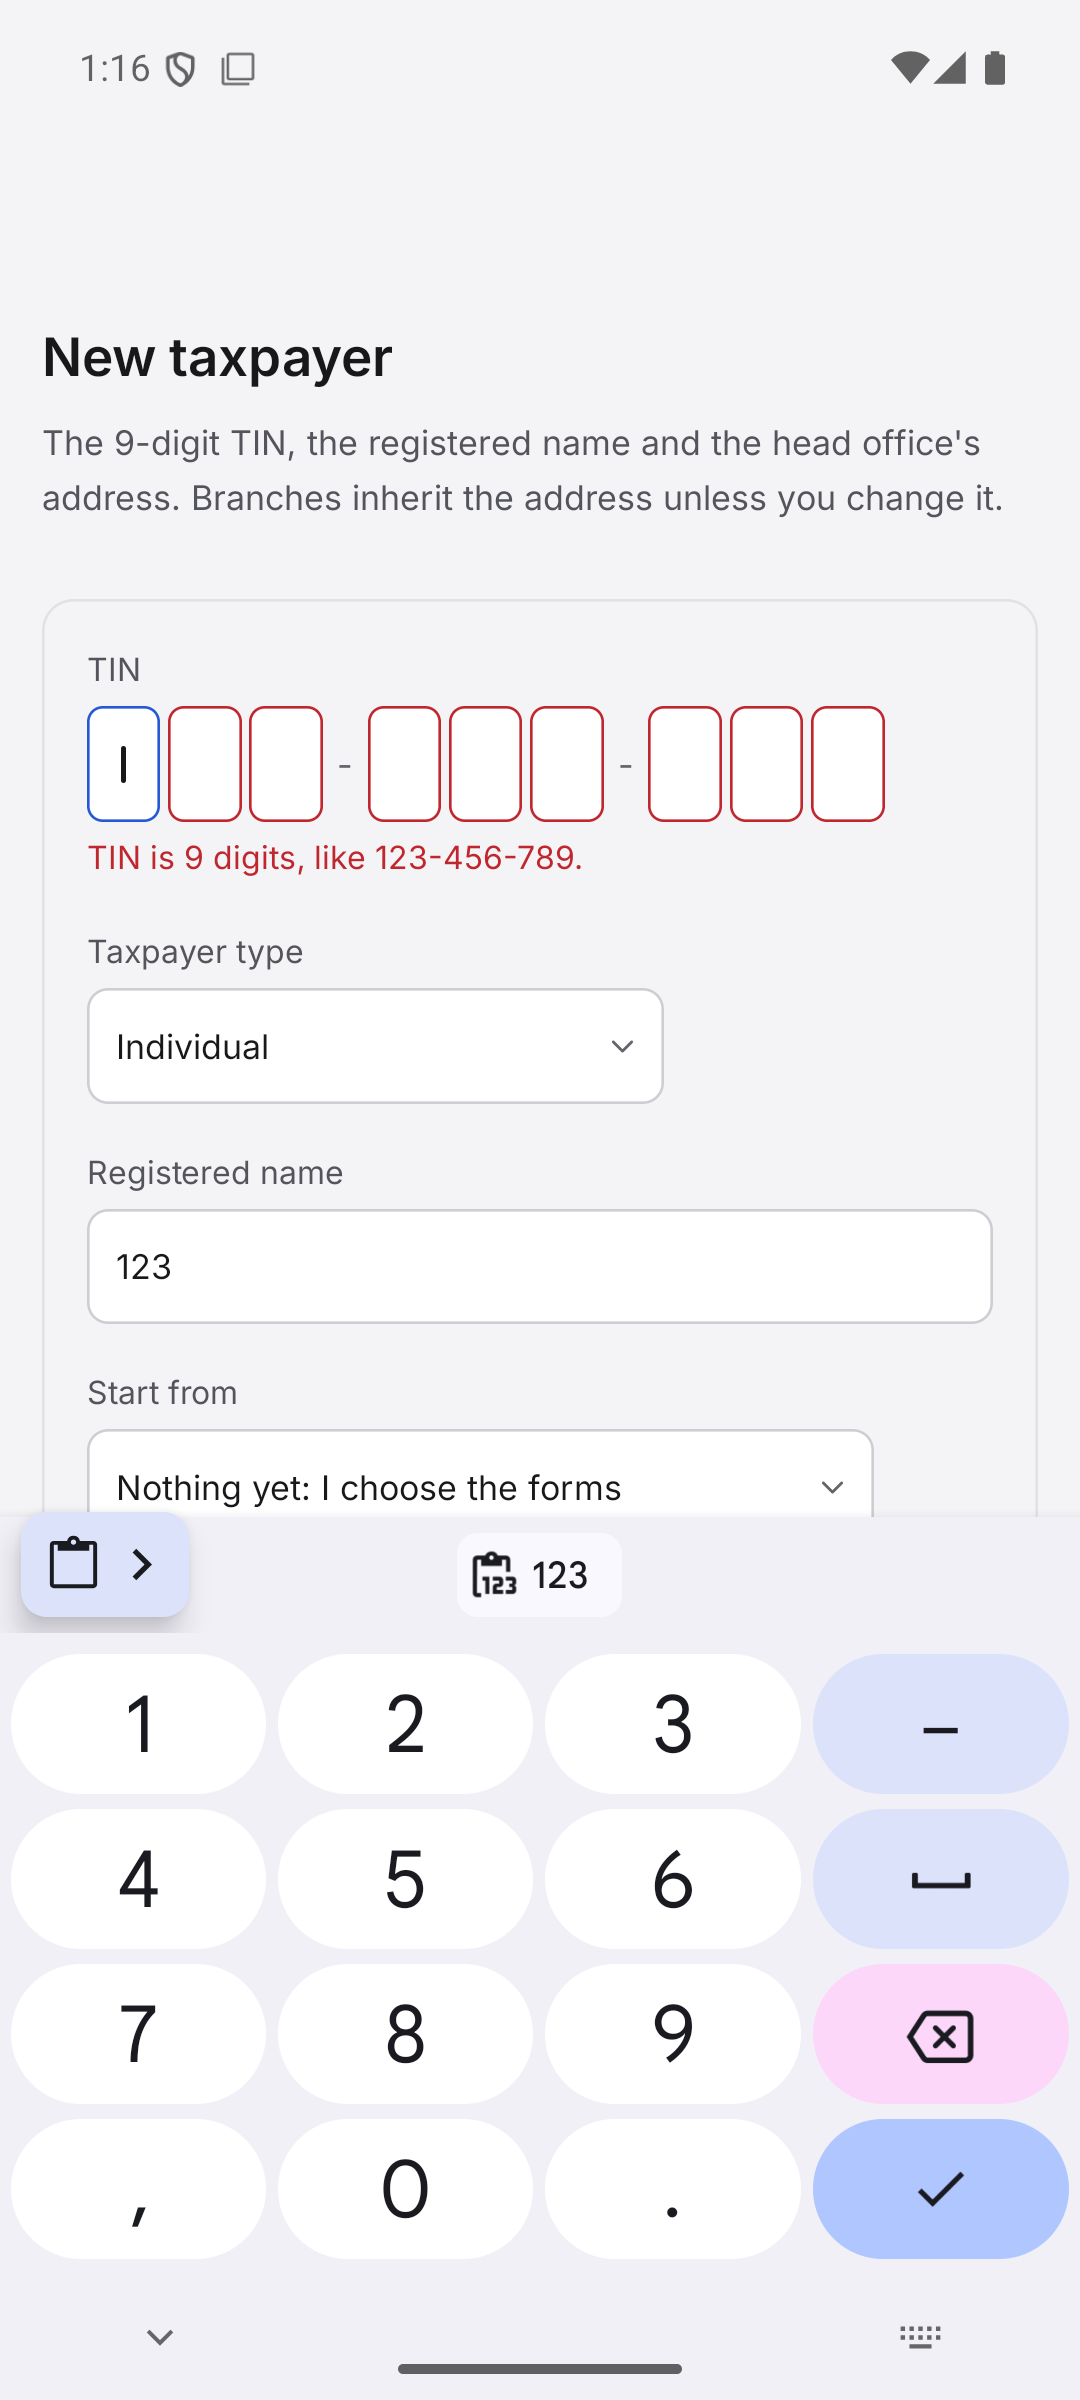 1:16
New taxpayer
The 9-digit TIN, the registered name and the head office's
address. Branches inherit the address unless you change it.
TIN
- -
TIN is 9 digits, like 123-456-789.
Taxpayer type
Individual
Registered name
123
Start from
Nothing yet: I choose the forms
123 123
1 2 3 –
4 5 6
7 8 9
, 0 .